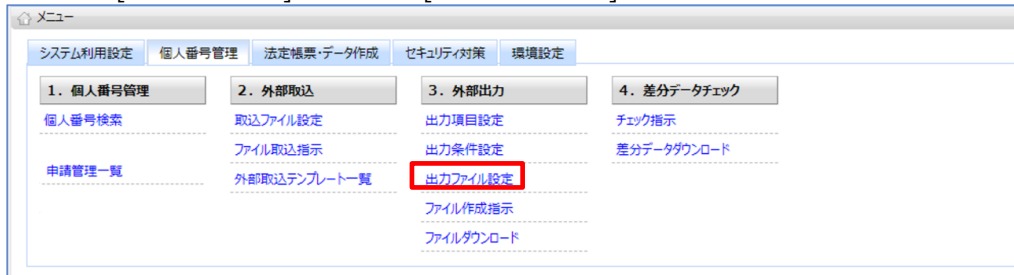 メニュー
システム利用設定 個人番号管理 法定帳票・データ作成 セキュリティ対策 環境設定
1. 個人番号管理 2. 外部取込 3. 外部出力 4. 差分データチェック
個人番号検索 取込ファイル設定 出力項目設定 チェック指示
ファイル取込指示 出力条件設定 差分データダウンロード
申請管理一覧 外部取込テンプレート一覧 出力ファイル設定
ファイル作成指示
ファイルダウンロード